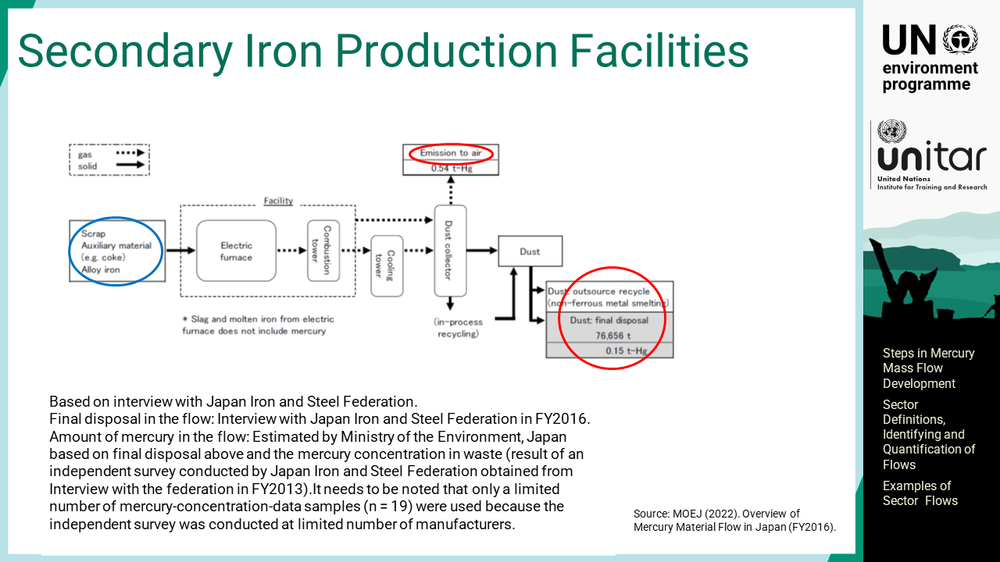 Secondary Iron Production Facilities
gas
solid
Emission to air
0.54 t-Hg
Facility
Scrap
Auxiliary material
(e.g. coke)
Alloy iron
Electric
furnace
Combustion
tower
Cooling
tower
Dust collector
Dust
Dust: outsource recycle
(non-ferrous metal smelting)
Dust: final disposal
76,656 t
0.15 t-Hg
(in-process
recycling)
* Slag and molten iron from electric
furnace does not include mercury
Based on interview with Japan Iron and Steel Federation.
Final disposal in the flow: Interview with Japan Iron and Steel Federation in FY2016.
Amount of mercury in the flow: Estimated by Ministry of the Environment, Japan
based on final disposal above and the mercury concentration in waste (result of an
independent survey conducted by Japan Iron and Steel Federation obtained from
Interview with the federation in FY2013).It needs to be noted that only a limited
number of mercury-concentration-data samples (n = 19) were used because the
independent survey was conducted at limited number of manufacturers.
Source: MOEJ (2022). Overview of
Mercury Material Flow in Japan (FY2016).
UN
environment
programme
unitar
United Nations
Institute for Training and Research
Steps in Mercury
Mass Flow
Development
Sector
Definitions,
Identifying and
Quantification of
Flows
Examples of
Sector Flows